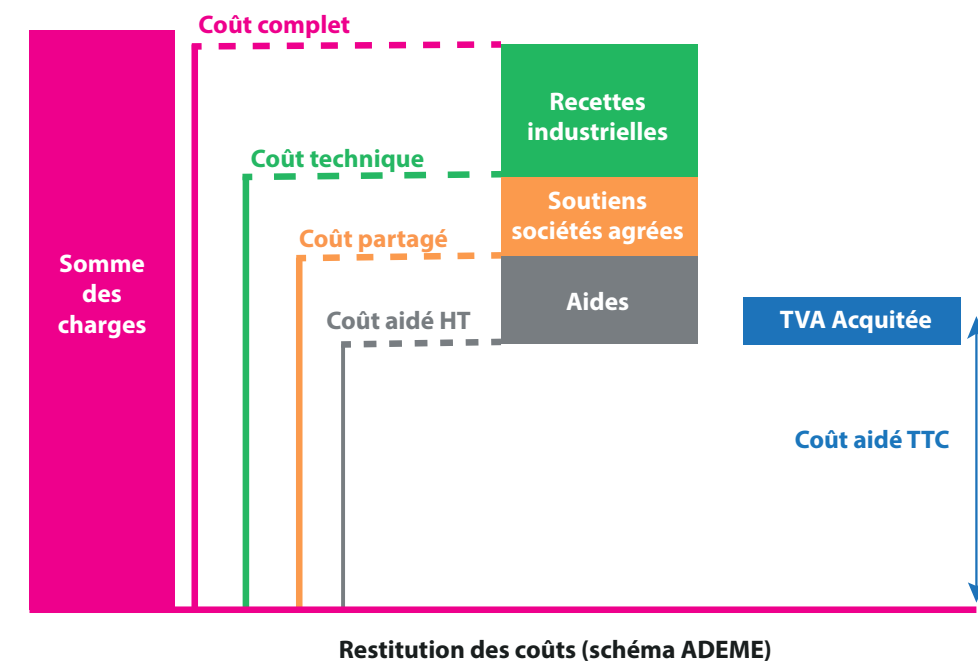 Coût complet
Recettes
industrielles
Coût technique
Soutiens
sociétés agrées
Coût partagé
Somme
des
charges
Aides
Coût aidé HT
TVA Acquitée
Coût aidé TTC
Restitution des coûts (schéma ADEME)